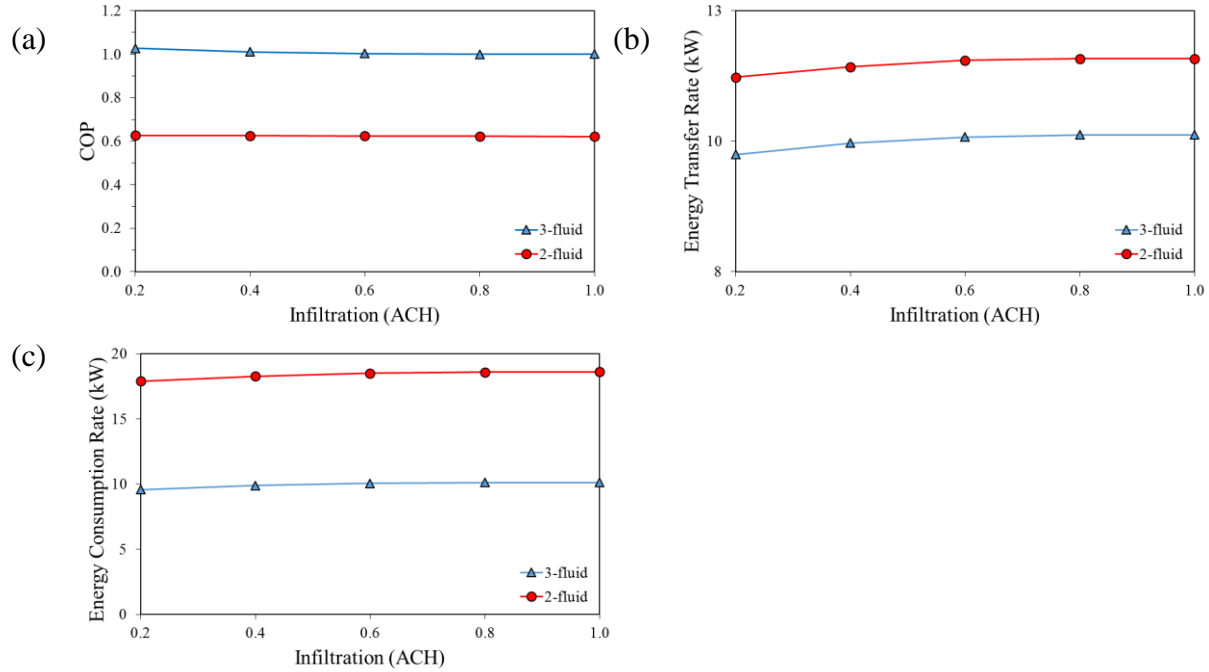 (a)
COP
1.2
1.0
0.8
0.6
0.4
0.2
0.0
0.2
0.4
0.6
0.8
1.0
Infiltration (ACH)
3-fluid
2-fluid
(b)
Energy Transfer Rate (kW)
13
10
8
0.2
0.4
0.6
0.8
1.0
Infiltration (ACH)
3-fluid
2-fluid
(c)
Energy Consumption Rate (kW)
20
15
10
5
0
0.2
0.4
0.6
0.8
1.0
Infiltration (ACH)
3-fluid
2-fluid